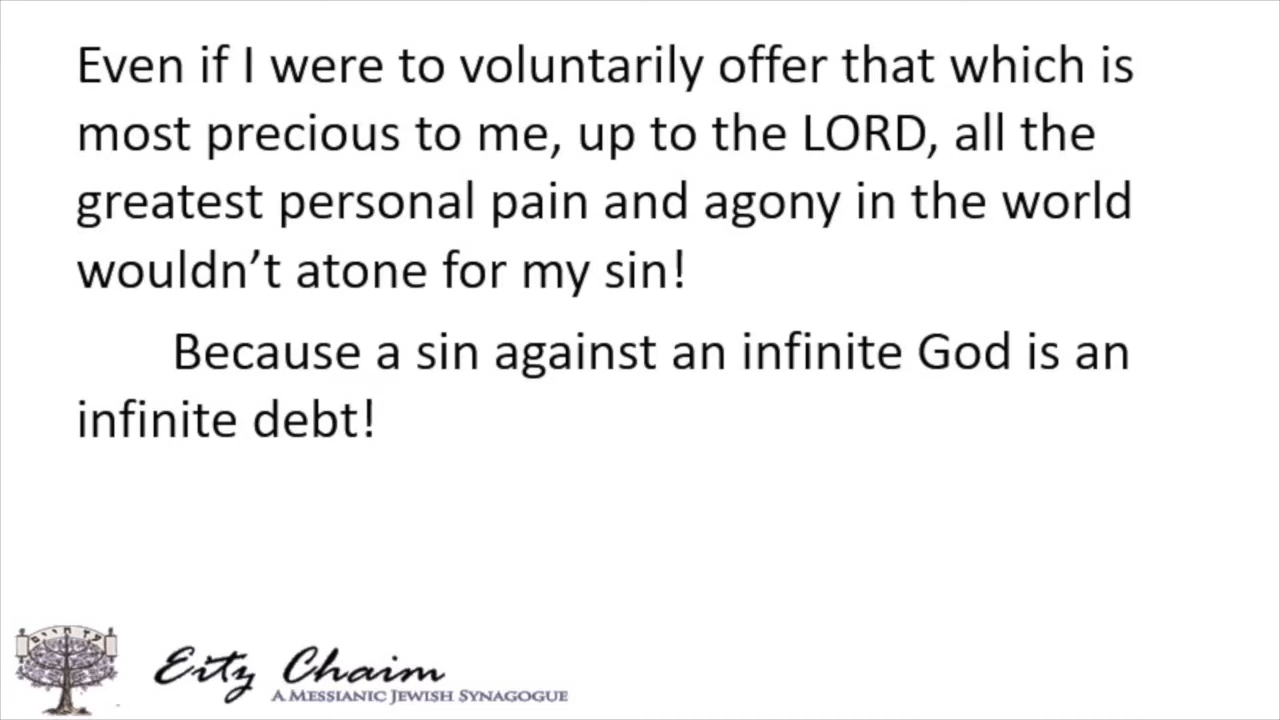 Even if I were to voluntarily offer that which is
most precious to me, up to the LORD, all the
greatest personal pain and agony in the world
wouldn’t atone for my sin!
Because a sin against an infinite God is an
infinite debt!
עץ חיים
Eitz Chaim
A Messianic Jewish Synagogue